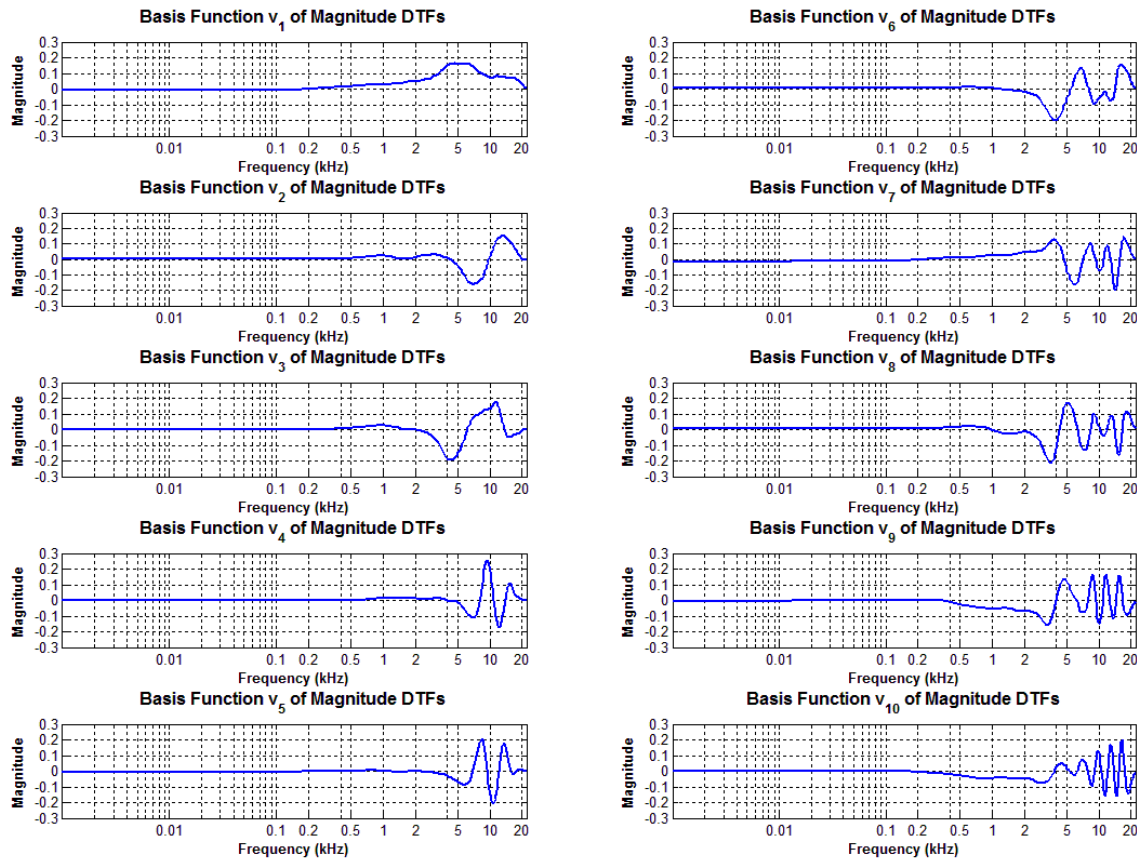 Basis Function v1 of Magnitude DTFs
0.3
0.2
0.1
0
-0.1
-0.2
-0.3
Magnitude
0.01 0.1 0.2 0.5 1 2 5 10 20
Frequency (kHz)
Basis Function v2 of Magnitude DTFs
0.3
0.2
0.1
0
-0.1
-0.2
-0.3
Magnitude
0.01 0.1 0.2 0.5 1 2 5 10 20
Frequency (kHz)
Basis Function v3 of Magnitude DTFs
0.3
0.2
0.1
0
-0.1
-0.2
-0.3
Magnitude
0.01 0.1 0.2 0.5 1 2 5 10 20
Frequency (kHz)
Basis Function v4 of Magnitude DTFs
0.3
0.2
0.1
0
-0.1
-0.2
-0.3
Magnitude
0.01 0.1 0.2 0.5 1 2 5 10 20
Frequency (kHz)
Basis Function v5 of Magnitude DTFs
0.3
0.2
0.1
0
-0.1
-0.2
-0.3
Magnitude
0.01 0.1 0.2 0.5 1 2 5 10 20
Frequency (kHz)
Basis Function v6 of Magnitude DTFs
0.3
0.2
0.1
0
-0.1
-0.2
-0.3
Magnitude
0.01 0.1 0.2 0.5 1 2 5 10 20
Frequency (kHz)
Basis Function v7 of Magnitude DTFs
0.3
0.2
0.1
0
-0.1
-0.2
-0.3
Magnitude
0.01 0.1 0.2 0.5 1 2 5 10 20
Frequency (kHz)
Basis Function v8 of Magnitude DTFs
0.3
0.2
0.1
0
-0.1
-0.2
-0.3
Magnitude
0.01 0.1 0.2 0.5 1 2 5 10 20
Frequency (kHz)
Basis Function v9 of Magnitude DTFs
0.3
0.2
0.1
0
-0.1
-0.2
-0.3
Magnitude
0.01 0.1 0.2 0.5 1 2 5 10 20
Frequency (kHz)
Basis Function v10 of Magnitude DTFs
0.3
0.2
0.1
0
-0.1
-0.2
-0.3
Magnitude
0.01 0.1 0.2 0.5 1 2 5 10 20
Frequency (kHz)